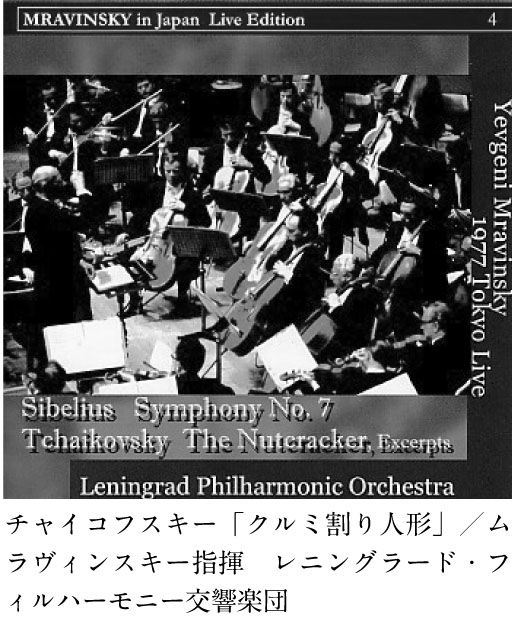 MRAVINSKY in Japan Live Edition 4
Yevgeni Mravinsky
1977 Tokyo Live
Sibelius Symphony No. 7
Tchaikovsky The Nutcracker, Excerpts
Leningrad Philharmonic Orchestra
チャイコフスキー「クルミ割り人形」／ム
ラヴィンスキー指揮　レニングラード・フ
ィルハーモニー交響楽団